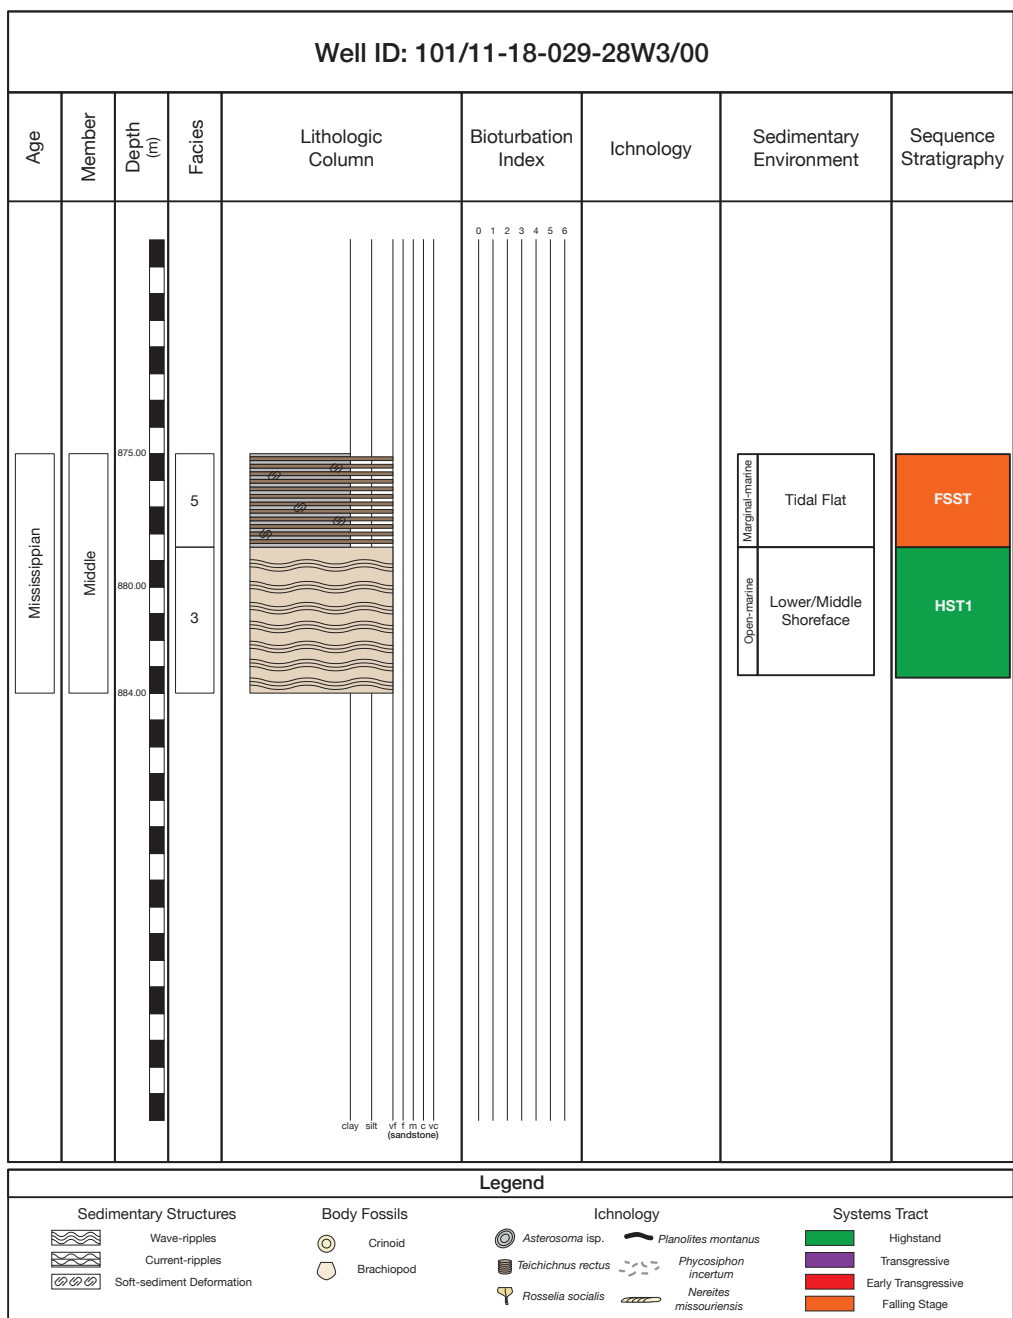 Well ID: 101/11-18-029-28W3/00
Age
Member
Depth
(m)
Facies
Lithologic
Column
Bioturbation
Index
Ichnology
Sedimentary
Environment
Sequence
Stratigraphy
0 1 2 3 4 5 6
875.00
880.00
884.00
Mississippian
Middle
5
3
Marginal-marine
Tidal Flat
FSST
Open-marine
Lower/Middle
Shoreface
HST1
clay silt vf f m c vc
(sandstone)
Legend
Sedimentary Structures
Wave-ripples
Current-ripples
Soft-sediment Deformation
Body Fossils
Crinoid
Brachiopod
Ichnology
Asterosoma isp.
Teichichnus rectus
Rosselia socialis
Planolites montanus
Phycosiphon
incertum
Nereites
missouriensis
Systems Tract
Highstand
Transgressive
Early Transgressive
Falling Stage